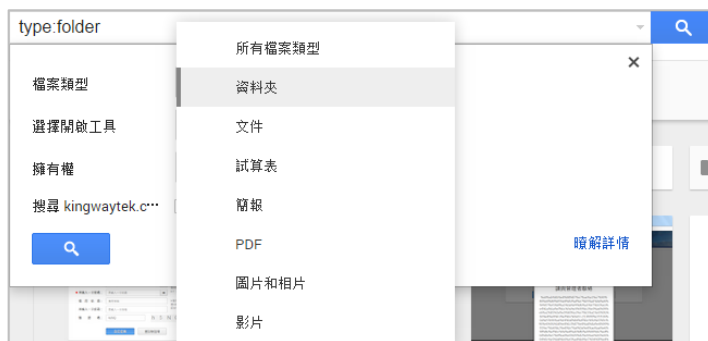 type:folder
檔案類型
選擇開啟工具
擁有權
搜尋 kingwaytek.c…
所有檔案類型
資料夾
文件
試算表
簡報
PDF
圖片和相片
影片
瞭解詳情